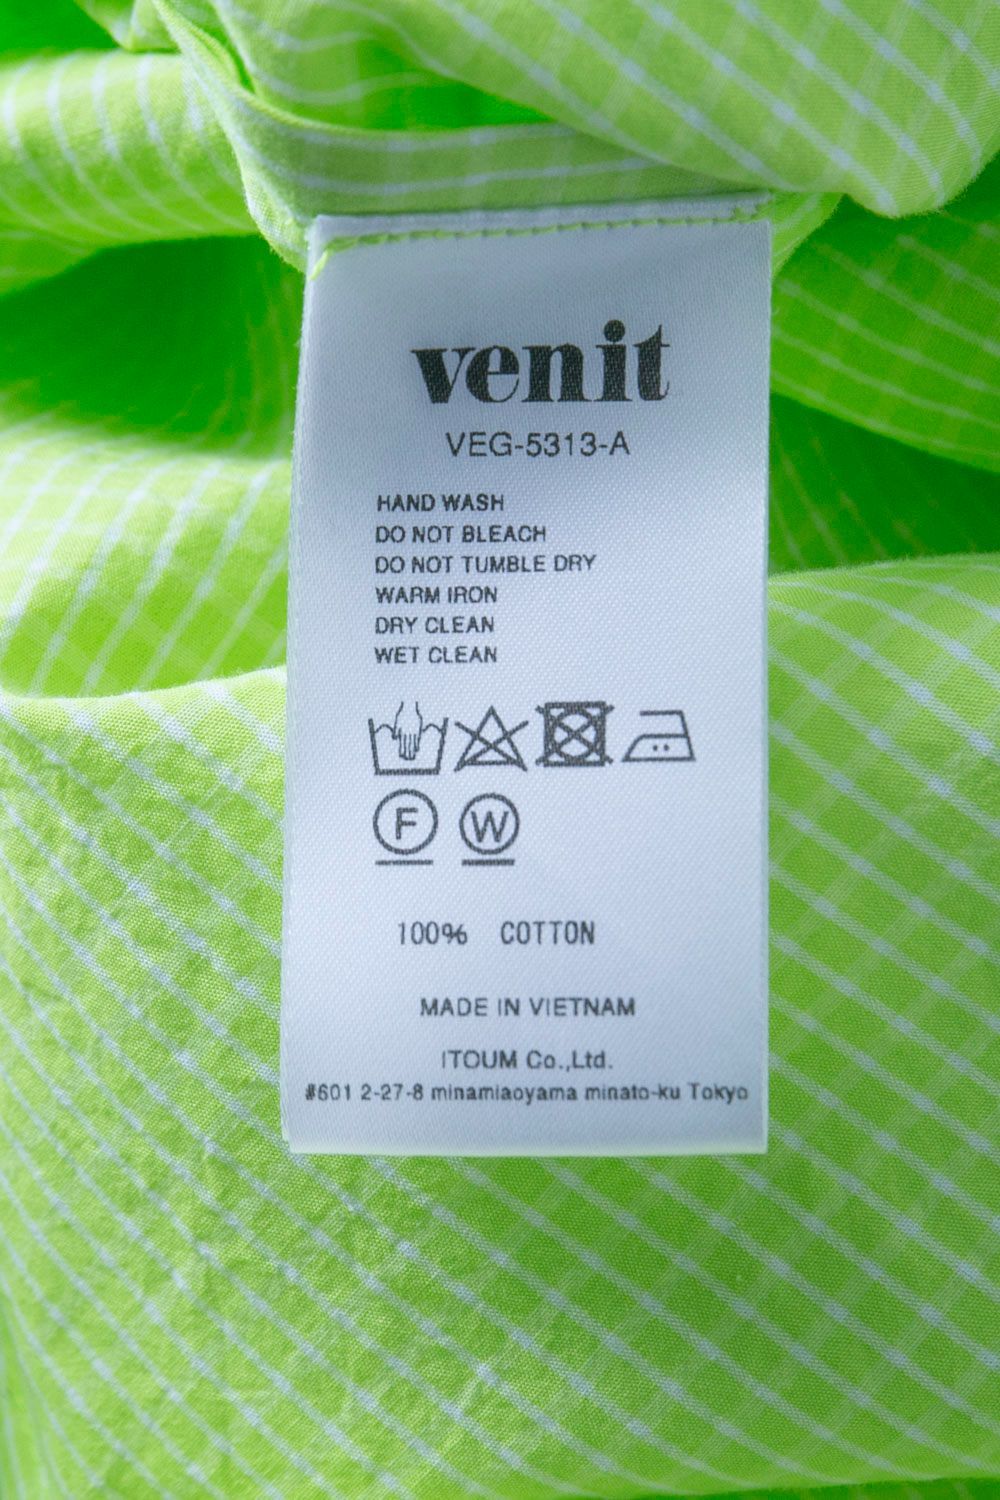 venit
VEG-5313-A
HAND WASH
DO NOT BLEACH
DO NOT TUMBLE DRY
WARM IRON
DRY CLEAN
WET CLEAN
F W
100% COTTON
MADE IN VIETNAM
ITOUM Co.,Ltd.
#601 2-27-8 minamiaoyama minato-ku Tokyo